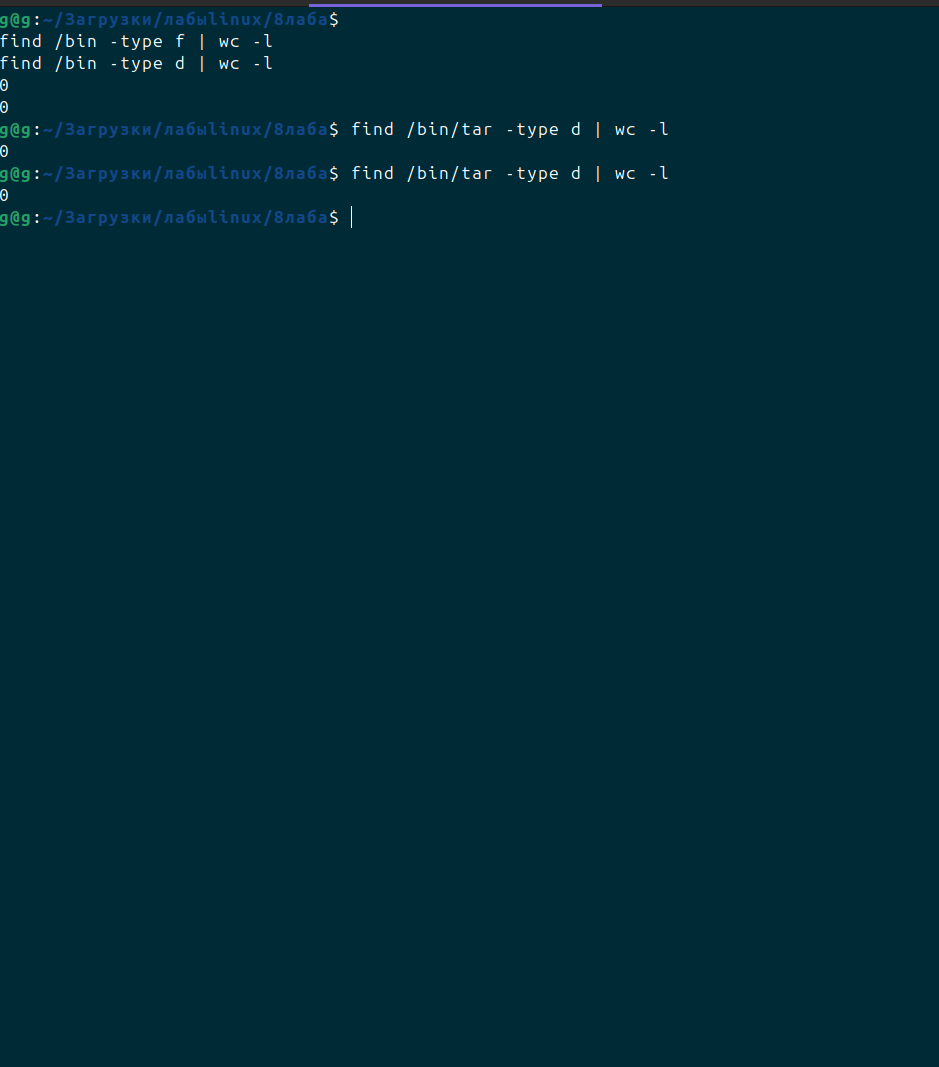 g@g:~/Загрузки/лабыlinux/8лаба$
find /bin -type f | wc -l
find /bin -type d | wc -l
0
0
g@g:~/Загрузки/лабыlinux/8лаба$ find /bin/tar -type d | wc -l
0
g@g:~/Загрузки/лабыlinux/8лаба$ find /bin/tar -type d | wc -l
0
g@g:~/Загрузки/лабыlinux/8лаба$